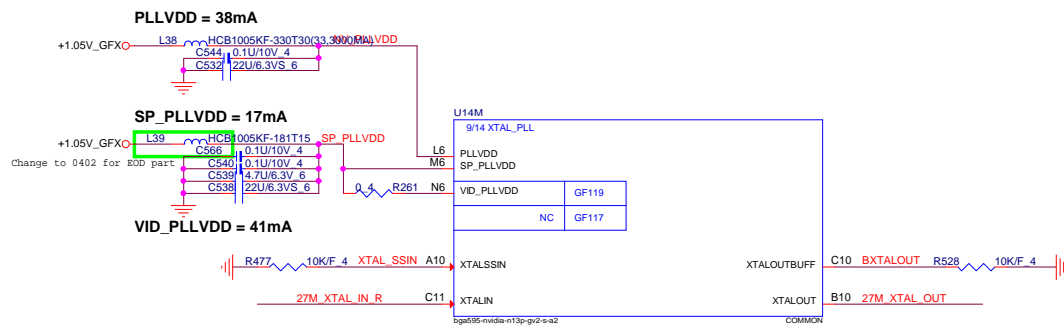 PLLVDD = 38mA
+1.05V_GFX
L38
HCB1005KF-330T30(33,3000MA)
C544
0.1U/10V_4
C532
22U/6.3VS_6
SP_PLLVDD = 17mA
+1.05V_GFX
L39
HCB1005KF-181T15
SP_PLLVDD
Change to 0402 for EOD part
C566
0.1U/10V_4
C540
0.1U/10V_4
C539
4.7U/6.3V_6
C538
22U/6.3VS_6
0_4
R261
VID_PLLVDD = 41mA
U14M
9/14 XTAL_PLL
L6
PLLVDD
M6
SP_PLLVDD
N6
VID_PLLVDD
GF119
NC
GF117
R477
10K/F_4
XTAL_SSIN
A10
XTALSSIN
XTALOUTBUFF
C10
BXTALOUT
R528
10K/F_4
27M_XTAL_IN_R
C11
XTALIN
XTALOUT
B10
27M_XTAL_OUT
bga595-nvidia-n13p-gv2-s-a2
COMMON